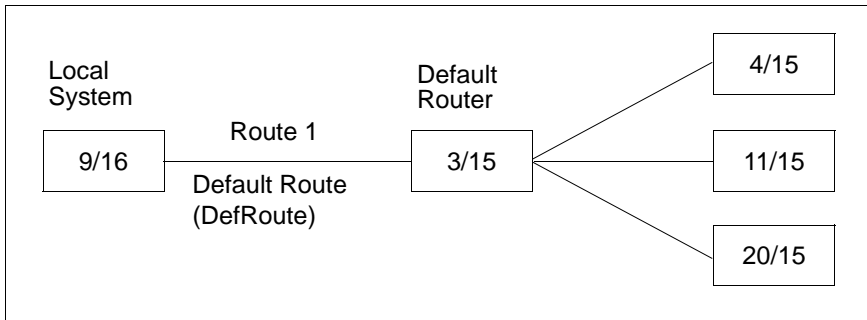 Local
System
9/16
Route 1
Default Route
(DefRoute)
Default
Router
3/15
4/15
11/15
20/15